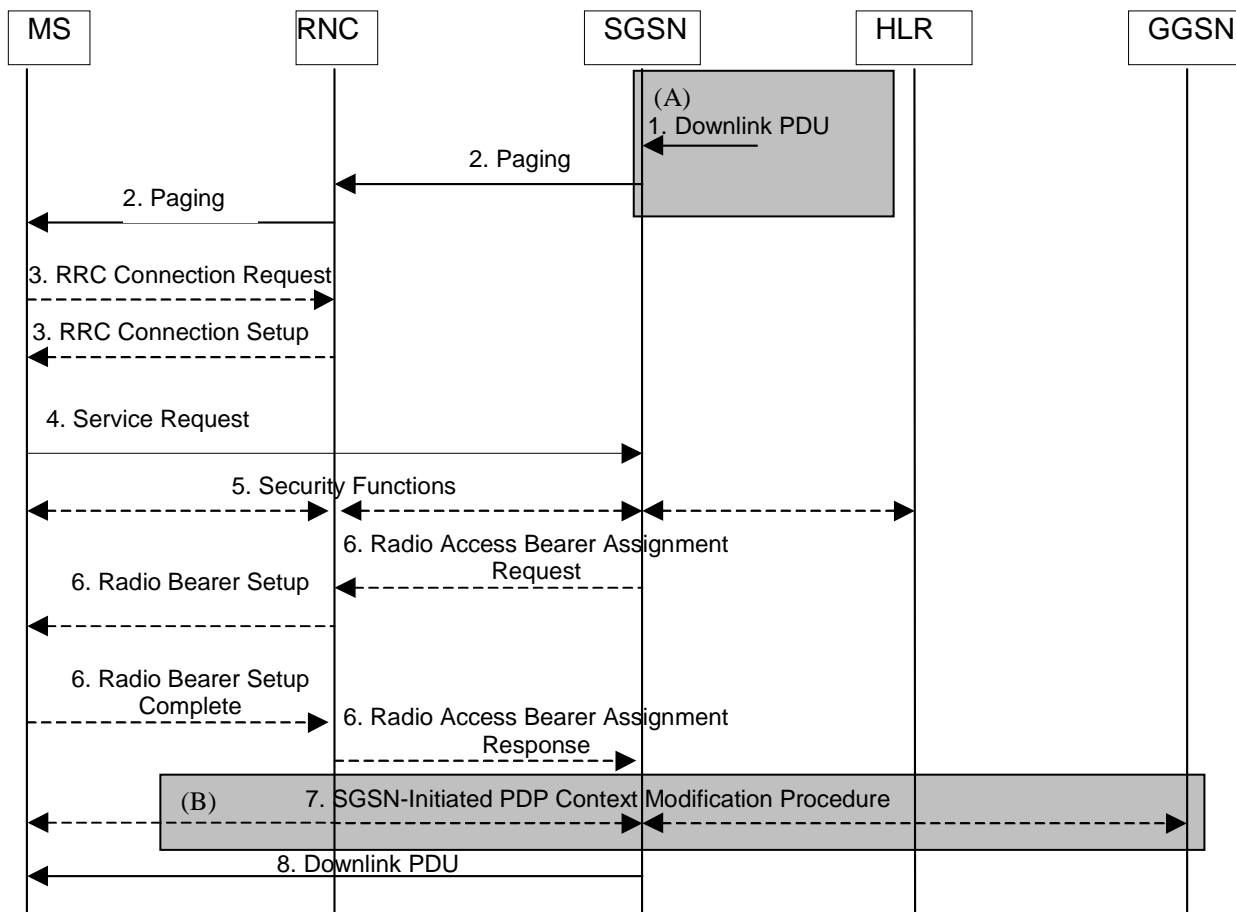 MS RNC SGSN HLR GGSN
(A)
1. Downlink PDU
2. Paging
2. Paging
3. RRC Connection Request
3. RRC Connection Setup
4. Service Request
5. Security Functions
6. Radio Access Bearer Assignment
Request
6. Radio Bearer Setup
6. Radio Bearer Setup
Complete
6. Radio Access Bearer Assignment
Response
(B) 7. SGSN-Initiated PDP Context Modification Procedure
8. Downlink PDU